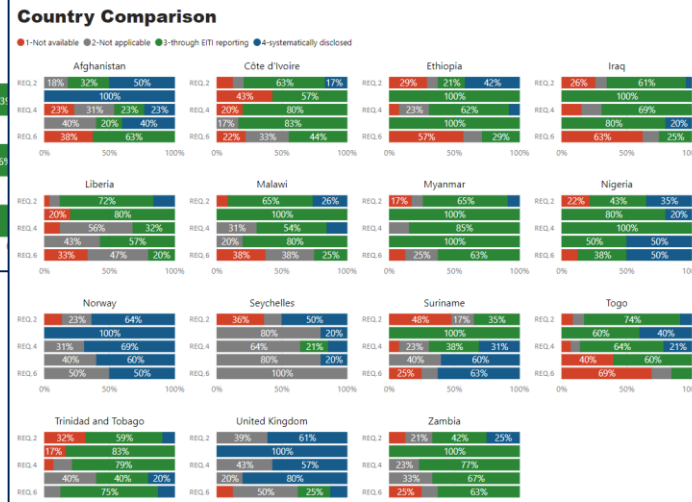 Country Comparison
1-Not available 2-Not applicable 3-through EITI reporting 4-systematically disclosed
Afghanistan Côte d'Ivoire Ethiopia Iraq
REQ.2 18% 32% 50% REQ.2 63% 17% REQ.2 29% 21% 42% REQ.2 26% 61%
100% 43% 57% 100% 100%
REQ.4 23% 31% 23% 23% REQ.4 20% 80% REQ.4 23% 62% REQ.4 69%
40% 20% 40% 17% 83% 100% 80% 20%
REQ.6 38% 63% REQ.6 22% 33% 44% REQ.6 57% 29% REQ.6 63% 25%
0% 50% 100% 0% 50% 100% 0% 50% 100% 0% 50%
Liberia Malawi Myanmar Nigeria
REQ.2 72% REQ.2 65% 26% REQ.2 17% 65% REQ.2 22% 43% 35%
20% 80% 100% 100% 80% 20%
REQ.4 56% 32% REQ.4 31% 54% REQ.4 85% REQ.4 100%
43% 57% 20% 80% 100% 50% 50%
REQ.6 33% 47% 20% REQ.6 38% 38% 25% REQ.6 25% 63% REQ.6 38% 50%
0% 50% 100% 0% 50% 100% 0% 50% 100% 0% 50%
Norway Seychelles Suriname Togo
REQ.2 23% 64% REQ.2 36% 50% REQ.2 48% 17% 35% REQ.2 74%
100% 80% 20% 100% 60% 40%
REQ.4 31% 69% REQ.4 64% 21% REQ.4 23% 38% 31% REQ.4 64% 21%
40% 60% 80% 20% 40% 60% 40% 60%
REQ.6 50% 50% REQ.6 100% REQ.6 25% 63% REQ.6 69%
0% 50% 100% 0% 50% 100% 0% 50% 100% 0% 50%
Trinidad and Tobago United Kingdom Zambia
REQ.2 32% 59% REQ.2 39% 61% REQ.2 21% 42% 25%
17% 83% 100% 100%
REQ.4 79% REQ.4 43% 57% REQ.4 23% 77%
40% 40% 20% 20% 80% 33% 67%
REQ.6 75% REQ.6 50% 25% REQ.6 25% 63%